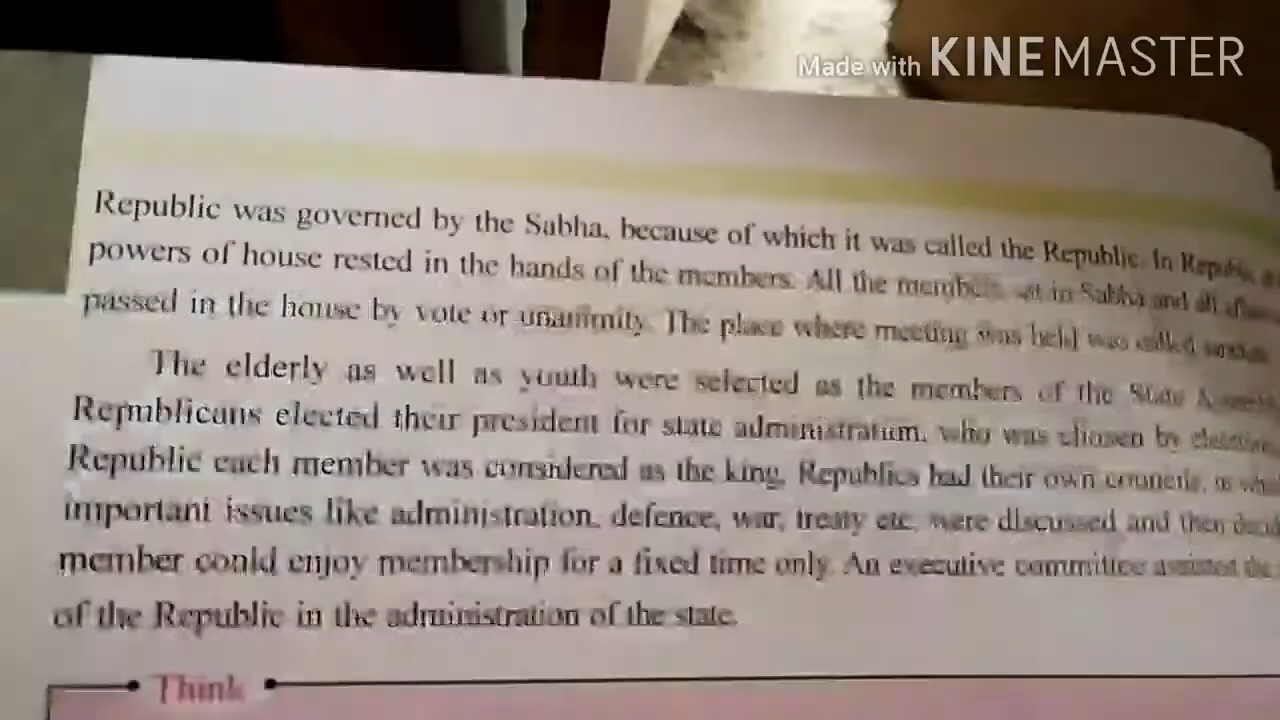 Made with KINEMASTER
Republic was governed by the Sabha, because of which it was called the Republic. In Republic
powers of house rested in the hands of the members. All the members sat in Sabha and all
passed in the house by vote or unanimity. The place where meeting was held was called
The elderly as well as youth were selected as the members of the State
Republicans elected their president for state administration, who was chosen by
Republic each member was considered as the king. Republics had their own councils, in
important issues like administration, defence, war, treaty etc. were discussed and then
member could enjoy membership for a fixed time only. An executive committee assisted the
of the Republic in the administration of the state.
Think